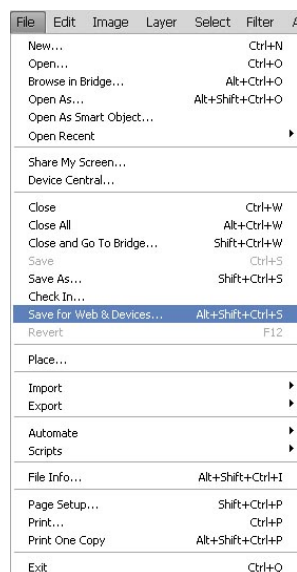 File Edit Image Layer Select Filter
New... Ctrl+N
Open... Ctrl+O
Browse in Bridge... Alt+Ctrl+O
Open As... Alt+Shift+Ctrl+O
Open As Smart Object...
Open Recent
Share My Screen...
Device Central...
Close Ctrl+W
Close All Alt+Ctrl+W
Close and Go To Bridge... Shift+Ctrl+W
Save Ctrl+S
Save As... Shift+Ctrl+S
Check In...
Save for Web & Devices... Alt+Shift+Ctrl+S
Revert F12
Place...
Import
Export
Automate
Scripts
File Info... Alt+Shift+Ctrl+I
Page Setup... Shift+Ctrl+P
Print... Ctrl+P
Print One Copy Alt+Shift+Ctrl+P
Exit Ctrl+Q